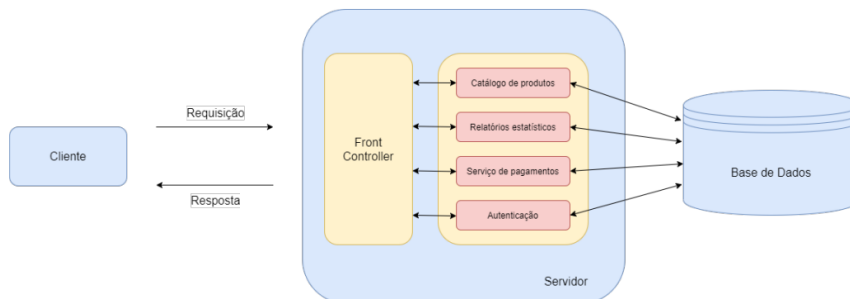 Cliente
Requisição
Resposta
Front
Controller
Catálogo de produtos
Relatórios estatísticos
Serviço de pagamentos
Autenticação
Servidor
Base de Dados